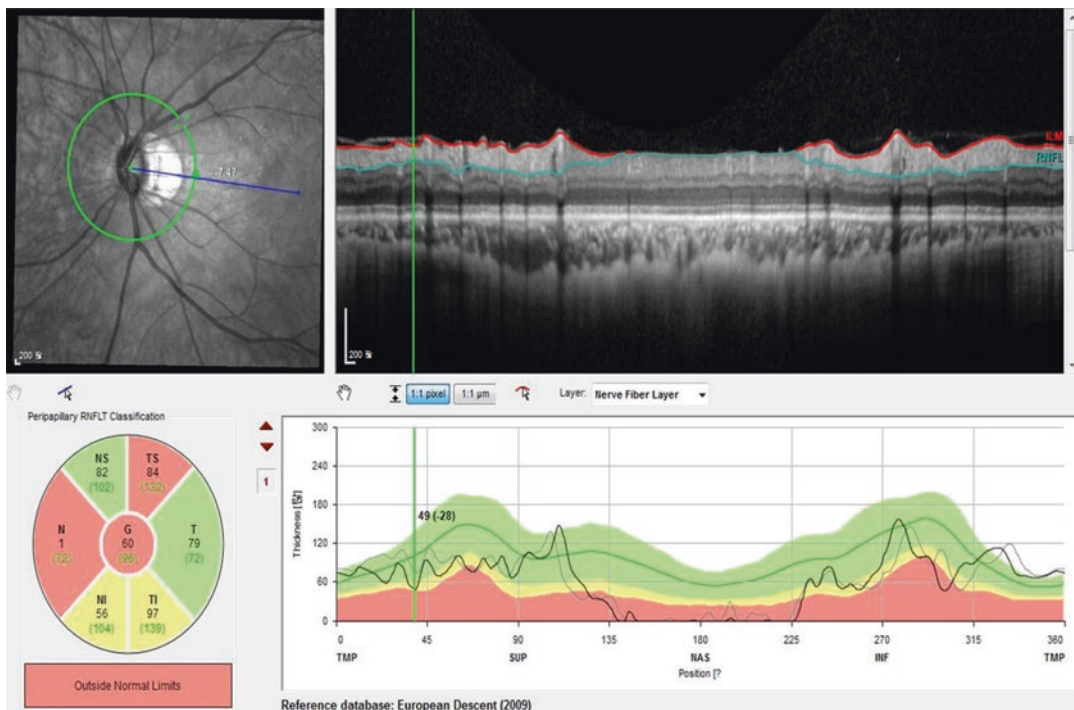 -7.4?
200
ILM
RNFL
200
1:1 pixel
1:1 µm
Layer:
Nerve Fiber Layer
Peripapillary RNFLT Classification
NS
82
(102)
TS
84
(132)
N
1
(72)
G
60
(96)
T
79
(72)
NI
56
(104)
TI
97
(139)
Outside Normal Limits
1
300
240
180
120
60
0
Thickness [
49 (-28)
0 45 90 135 180 225 270 315 360
TMP SUP NAS INF TMP
Position [?
Reference database: European Descent (2009)